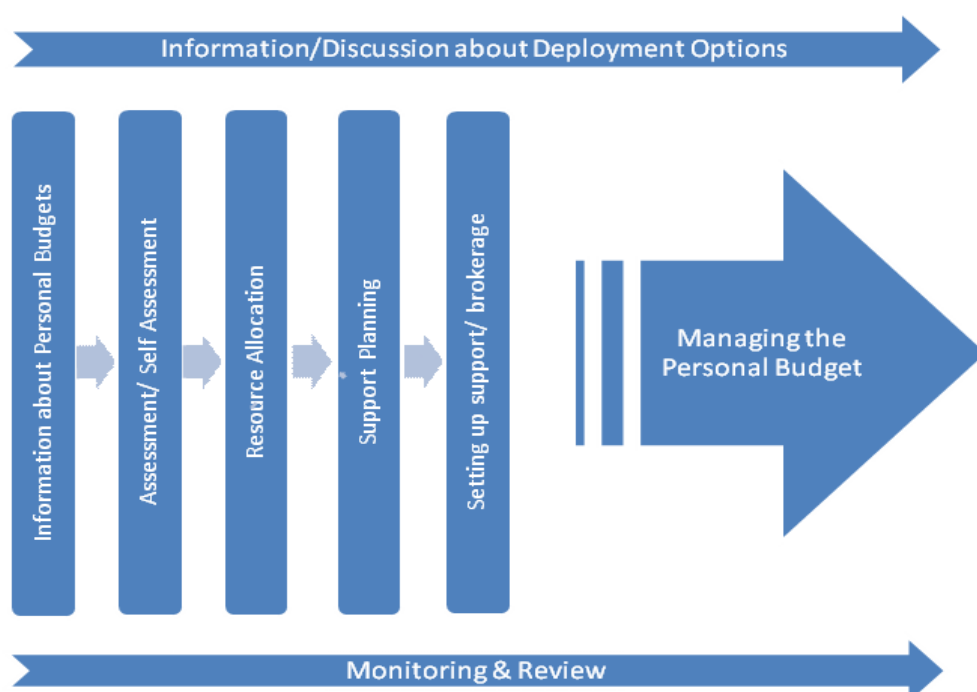 Information/Discussion about Deployment Options
Information about Personal Budgets
Assessment/ Self Assessment
Resource Allocation
Support Planning
Setting up support/ brokerage
Managing the
Personal Budget
Monitoring & Review